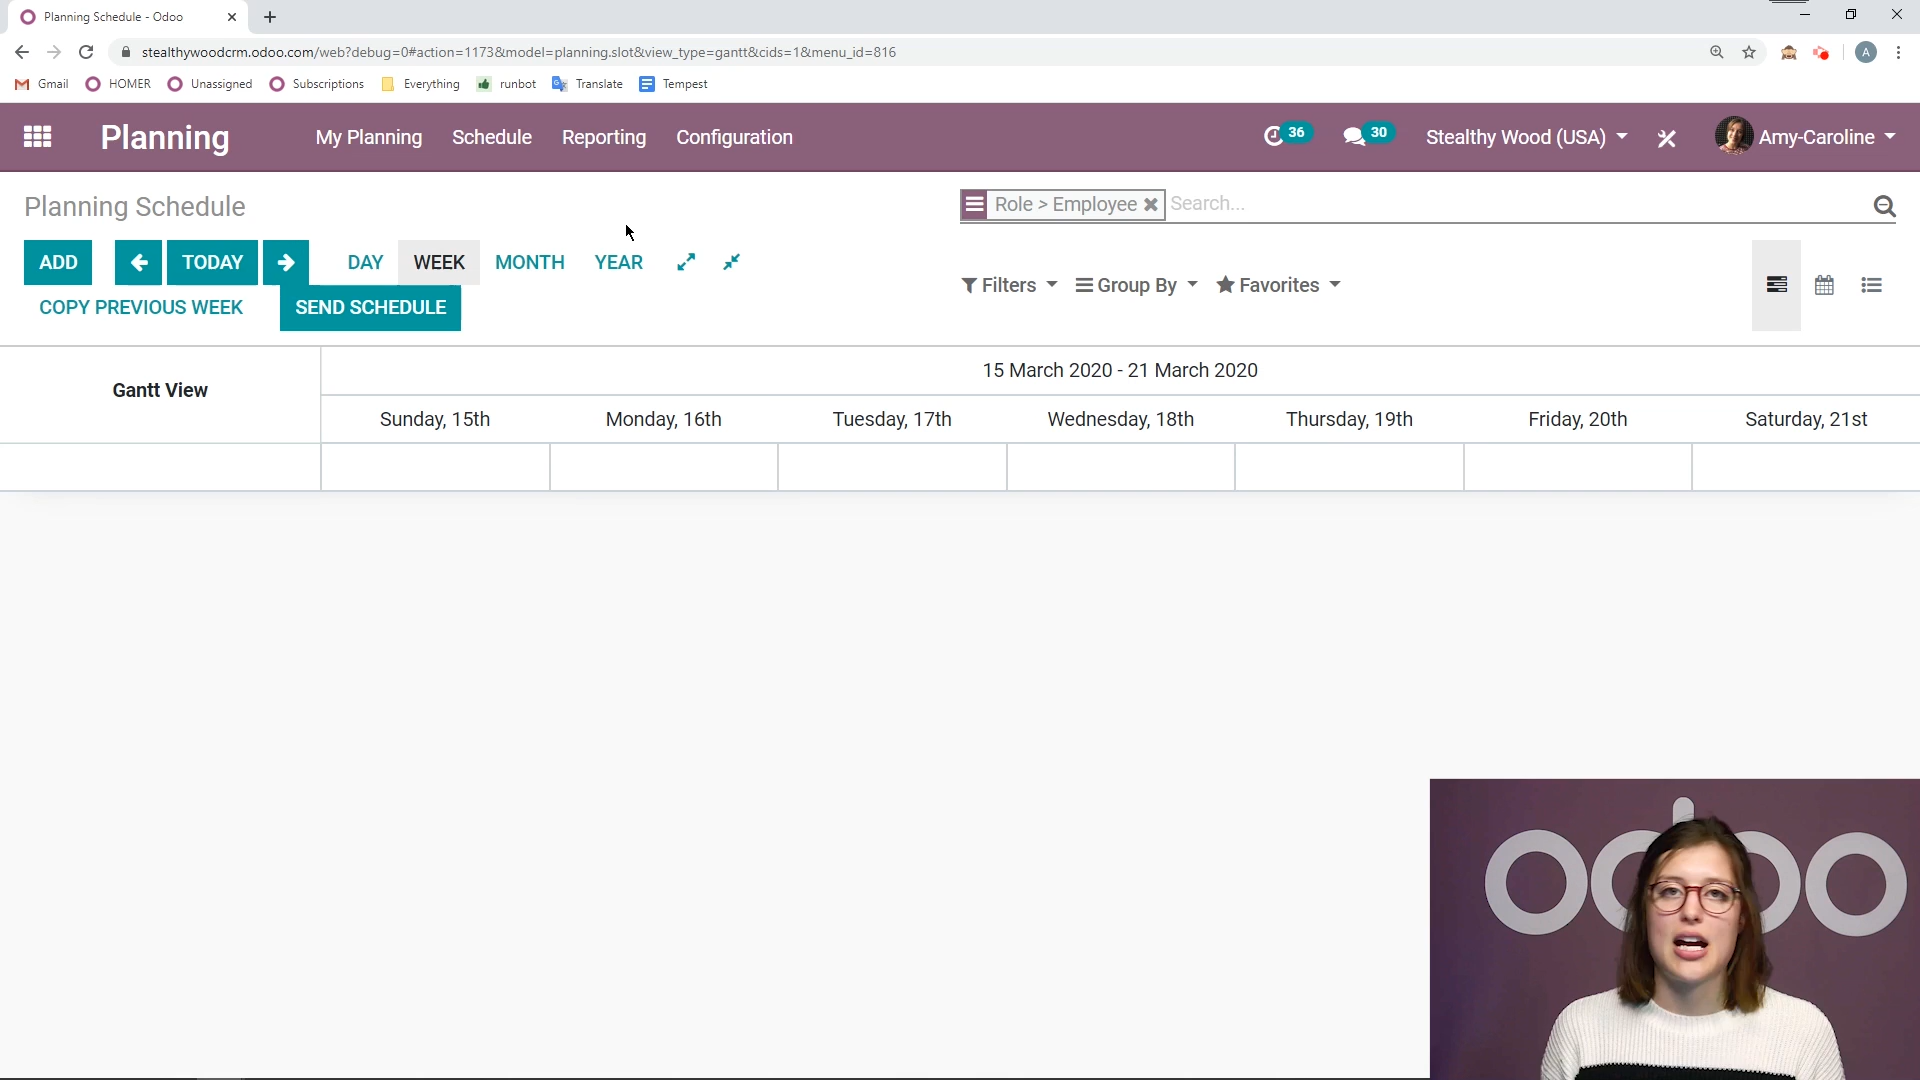 Planning Schedule - Odoo
stealthywoodcrm.odoo.com/web?debug=0#action=1173&model=planning.slot&view_type=gantt&cids=1&menu_id=816
A
Gmail HOMER Unassigned Subscriptions Everything runbot Translate Tempest
Planning My Planning Schedule Reporting Configuration 36 30 Stealthy Wood (USA) Amy-Caroline
Planning Schedule
Role > Employee Search...
ADD TODAY DAY WEEK MONTH YEAR
Filters Group By Favorites
COPY PREVIOUS WEEK SEND SCHEDULE
Gantt View
15 March 2020 - 21 March 2020
Sunday, 15th Monday, 16th Tuesday, 17th Wednesday, 18th Thursday, 19th Friday, 20th Saturday, 21st
odoo